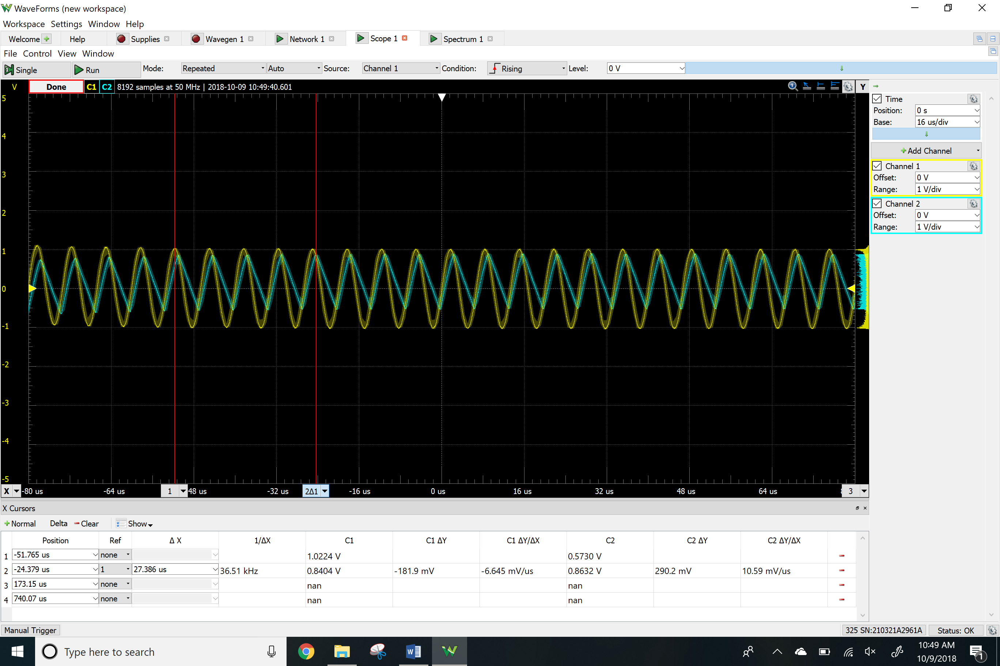 WaveForms (new workspace)
Workspace Settings Window Help
Welcome Help Supplies Wavegen 1 Network 1 Scope 1 Spectrum 1
File Control View Window
Single Run Mode: Repeated Auto Source: Channel 1 Condition: Rising Level: 0 V
V Done C1 C2 8192 samples at 50 MHz | 2018-10-09 10:49:40.601 Y
Time
Position: 0 s
Base: 16 us/div
Add Channel
Channel 1
Offset: 0 V
Range: 1 V/div
Channel 2
Offset: 0 V
Range: 1 V/div
5
4
3
2
1
0
-1
-2
-3
-4
-5
X -80 us -64 us 1 48 us -32 us 2Δ1 -16 us 0 us 16 us 32 us 48 us 64 us 3
X Cursors
Normal Delta Clear Show
Position Ref Δ X 1/ΔX C1 C1 ΔY C1 ΔY/ΔX C2 C2 ΔY C2 ΔY/ΔX
1 -51.765 us none 1.0224 V 0.5730 V
2 -24.379 us 1 27.386 us 36.51 kHz 0.8404 V -181.9 mV -6.645 mV/us 0.8632 V 290.2 mV 10.59 mV/us
3 173.15 us none nan nan
4 740.07 us none nan nan
Manual Trigger 325 SN:210321A2961A Status: OK
Type here to search
10:49 AM
10/9/2018
1